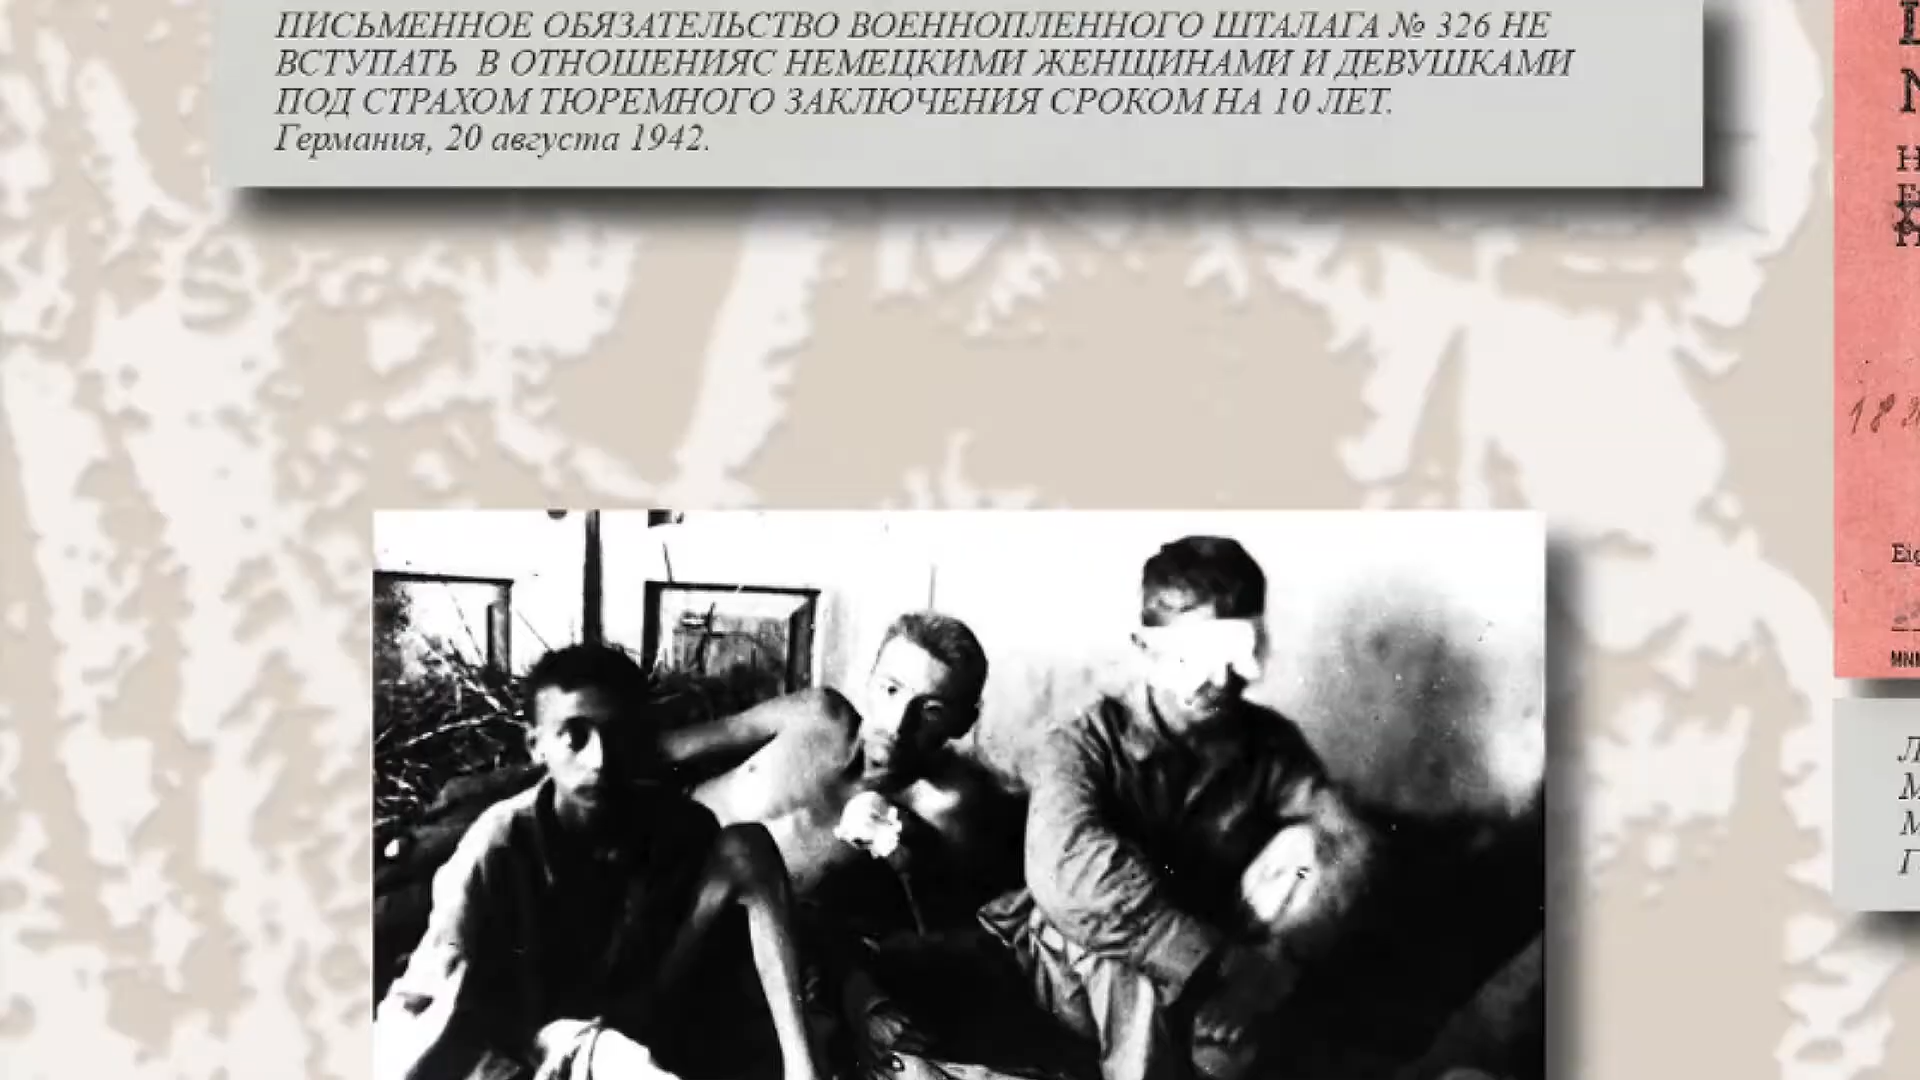 ПИСЬМЕННОЕ ОБЯЗАТЕЛЬСТВО ВОЕННОПЛЕННОГО ШТАЛАГА № 326 НЕ
ВСТУПАТЬ В ОТНОШЕНИЯС НЕМЕЦКИМИ ЖЕНЩИНАМИ И ДЕВУШКАМИ
ПОД СТРАХОМ ТЮРЕМНОГО ЗАКЛЮЧЕНИЯ СРОКОМ НА 10 ЛЕТ.
Германия, 20 августа 1942.